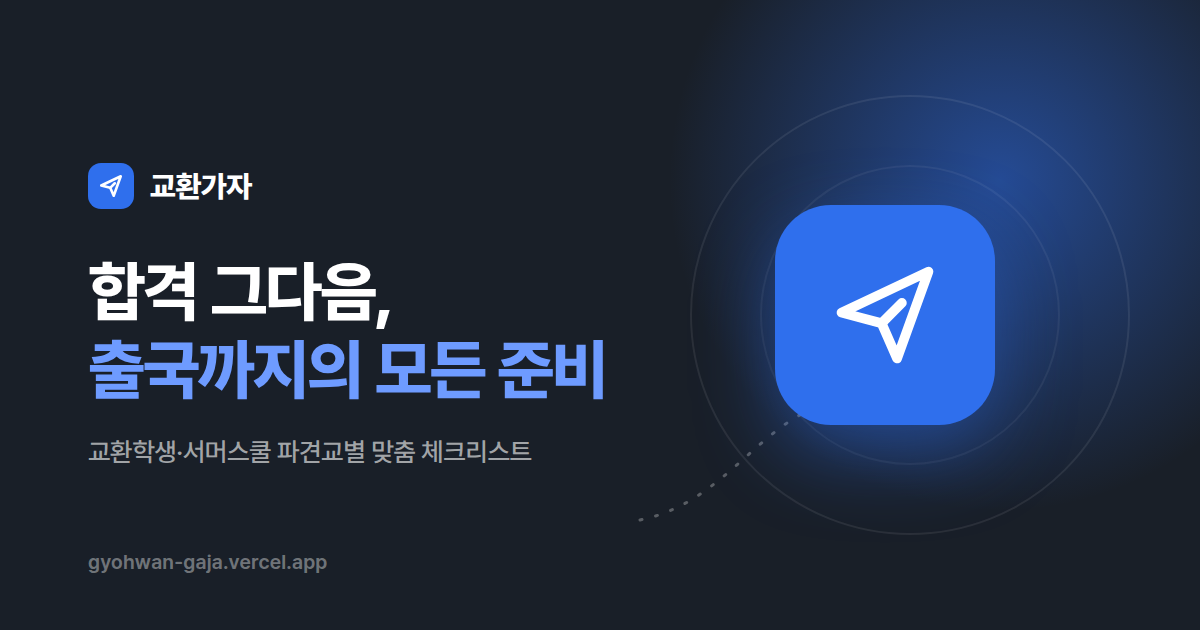 교환가자
합격 그다음,
출국까지의 모든 준비
교환학생·서머스쿨 파견교별 맞춤 체크리스트
gyohwan-gaja.vercel.app